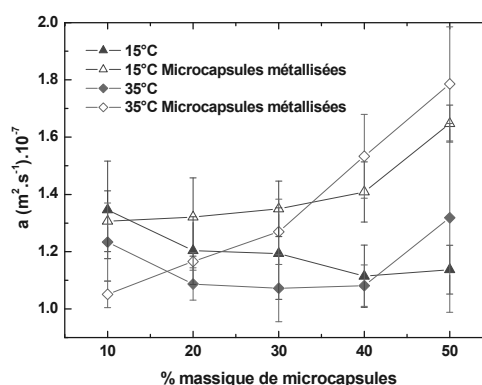 2.0
1.8
1.6
1.4
1.2
1.0
a (m².s⁻¹).10⁻⁷
15°C
15°C Microcapsules métallisées
35°C
35°C Microcapsules métallisées
10 20 30 40 50
% massique de microcapsules